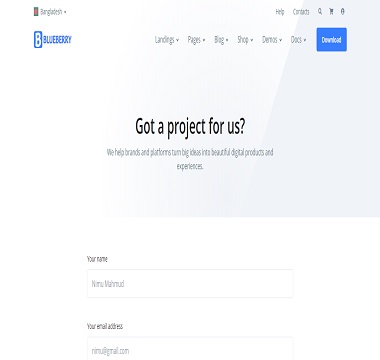 Bangladesh
Help Contacts
BLUEBERRY
Landings Pages Blog Shop Demos Docs Download
Got a project for us?
We help brands and platforms turn big ideas into beautiful digital products and
experiences.
Your name
Nimu Mahmud
Your email address
nimu@gmail.com